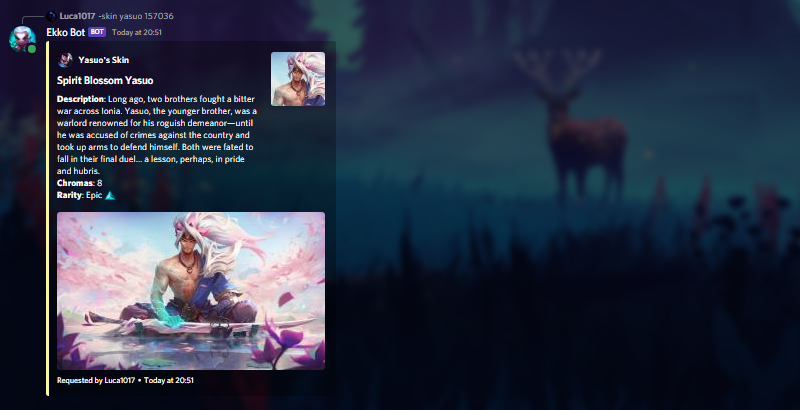 Luca1017 -skin yasuo 157036
Ekko Bot BOT Today at 20:51
Yasuo's Skin
Spirit Blossom Yasuo
Description: Long ago, two brothers fought a bitter
war across Ionia. Yasuo, the younger brother, was a
warlord renowned for his roguish demeanor—until
he was accused of crimes against the country and
took up arms to defend himself. Both were fated to
fall in their final duel... a lesson, perhaps, in pride
and hubris.
Chromas: 8
Rarity: Epic
Requested by Luca1017 • Today at 20:51